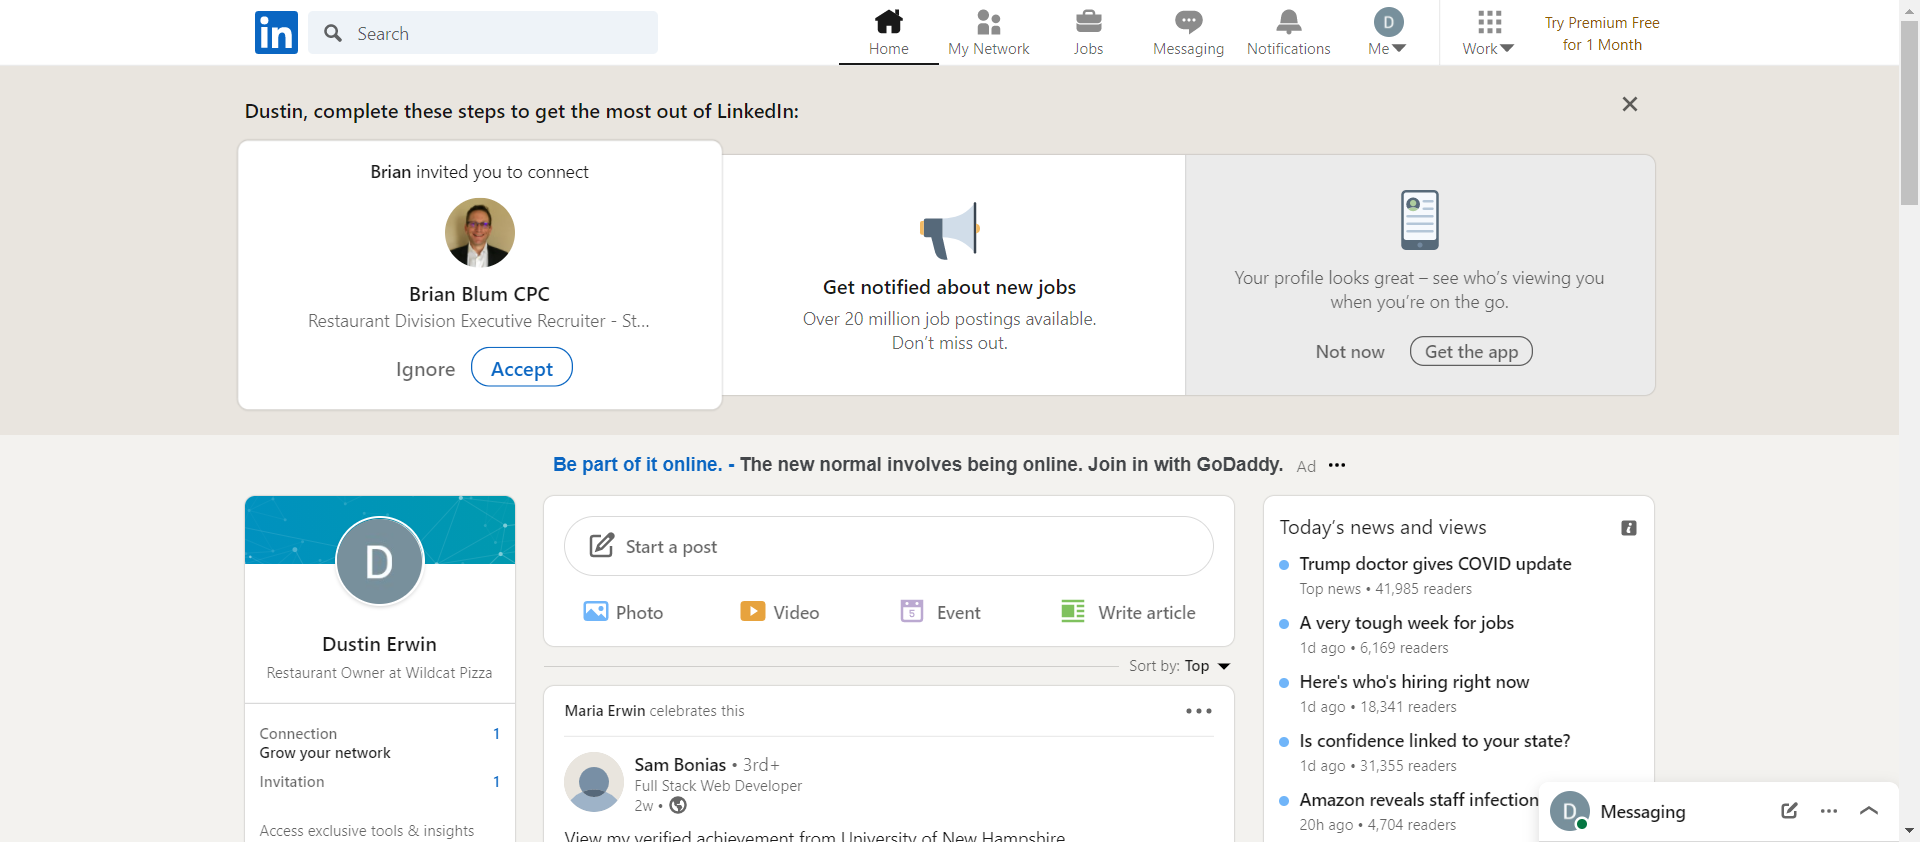 in
Search
Home
My Network
Jobs
Messaging
Notifications
D
Me
Work
Try Premium Free
for 1 Month
Dustin, complete these steps to get the most out of LinkedIn:
Brian invited you to connect
Brian Blum CPC
Restaurant Division Executive Recruiter - St...
Ignore
Accept
Get notified about new jobs
Over 20 million job postings available.
Don't miss out.
Your profile looks great – see who's viewing you
when you're on the go.
Not now
Get the app
Be part of it online. - The new normal involves being online. Join in with GoDaddy. Ad
D
Dustin Erwin
Restaurant Owner at Wildcat Pizza
Connection 1
Grow your network
Invitation 1
Access exclusive tools & insights
Start a post
Photo
Video
5
Event
Write article
Sort by: Top
Maria Erwin celebrates this
Sam Bonias • 3rd+
Full Stack Web Developer
2w •
View my verified achievement from University of New Hampshire
Today's news and views
Trump doctor gives COVID update
Top news • 41,985 readers
A very tough week for jobs
1d ago • 6,169 readers
Here's who's hiring right now
1d ago • 18,341 readers
Is confidence linked to your state?
1d ago • 31,355 readers
Amazon reveals staff infection
20h ago • 4,704 readers
D
Messaging